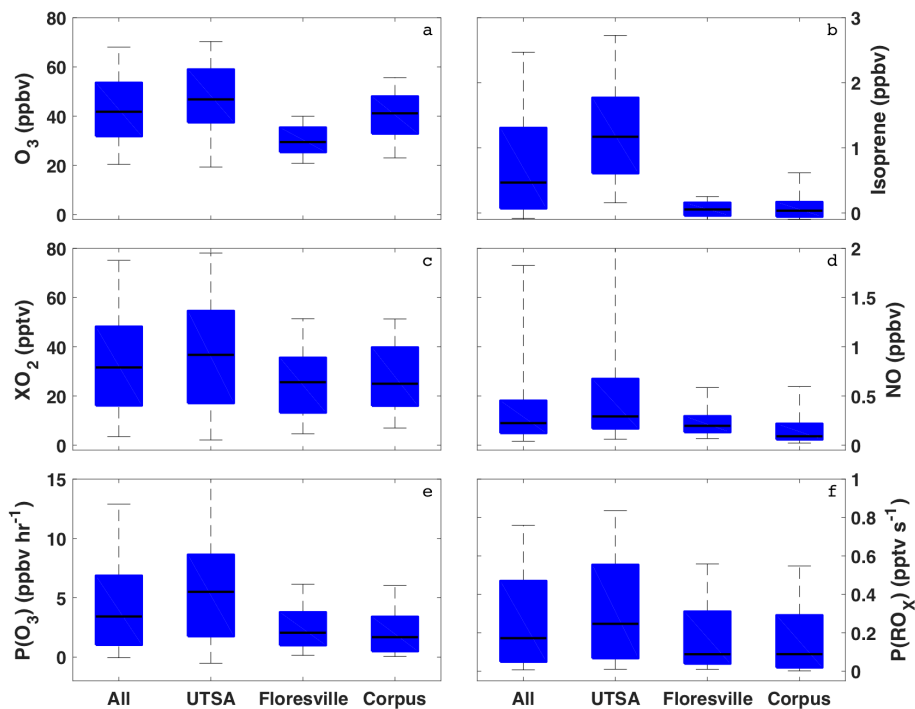 a
O3 (ppbv)
80
60
40
20
0
b
Isoprene (ppbv)
3
2
1
0
c
XO2 (pptv)
80
60
40
20
0
d
NO (ppbv)
2
1.5
1
0.5
0
e
P(O3) (ppbv hr-1)
15
10
5
0
f
P(ROX) (pptv s-1)
1
0.8
0.6
0.4
0.2
0
All UTSA Floresville Corpus
All UTSA Floresville Corpus